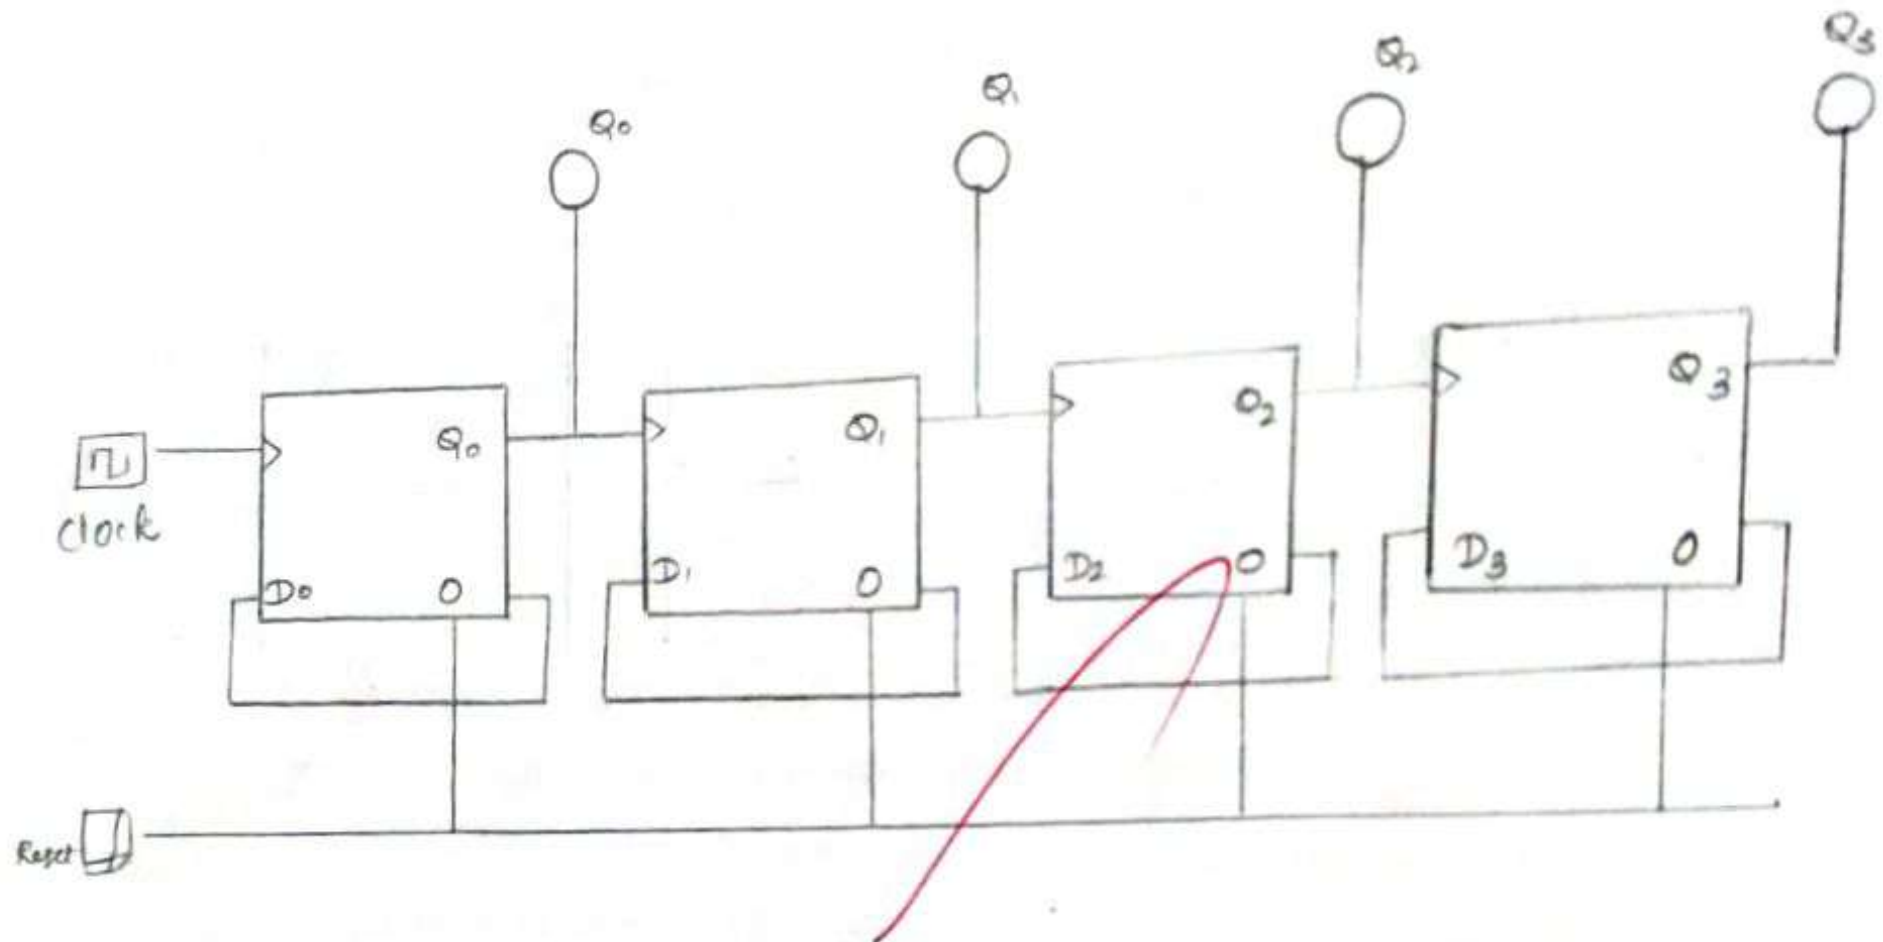 Q3
Q2
Q1
Q0
Q0 Q1 Q2 Q3
Clock
D0 0 D1 0 D2 0 D3 0
Reset